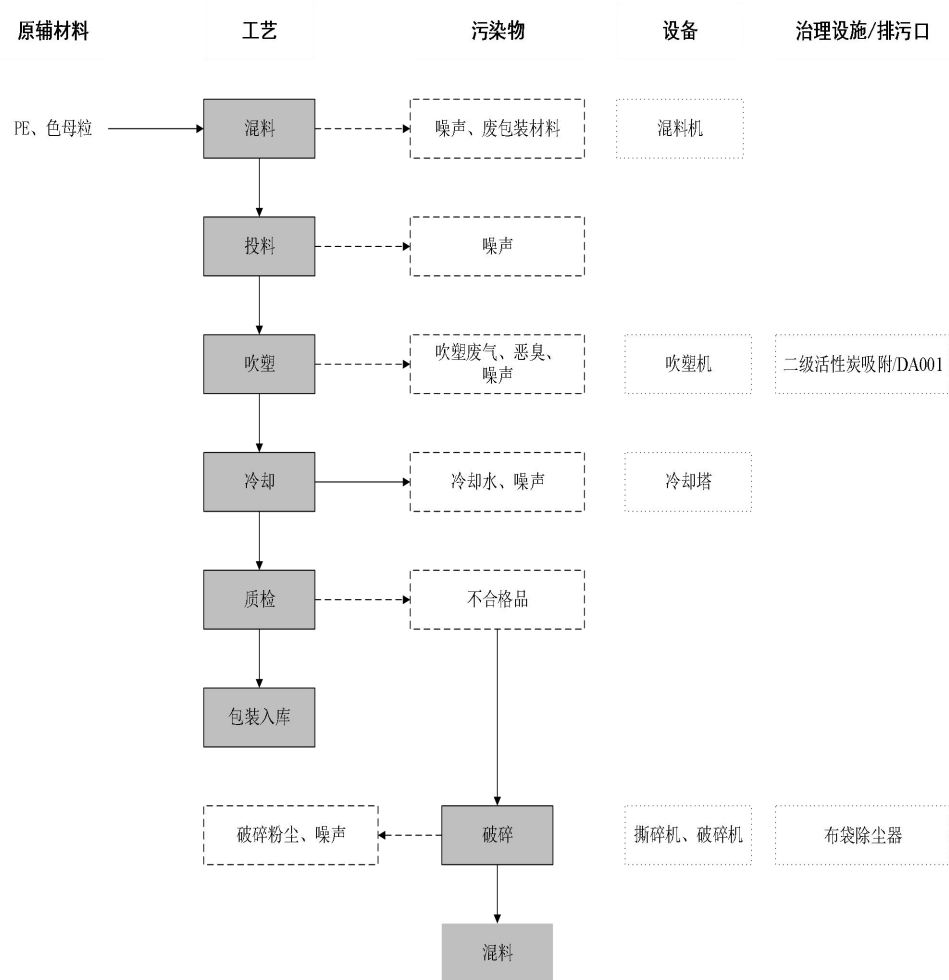 原辅材料
工艺
污染物
设备
治理设施/排污口
PE、色母粒
混料
噪声、废包装材料
混料机
投料
噪声
吹塑
吹塑废气、恶臭、
噪声
吹塑机
二级活性炭吸附/DA001
冷却
冷却水、噪声
冷却塔
质检
不合格品
包装入库
破碎粉尘、噪声
破碎
撕碎机、破碎机
布袋除尘器
混料